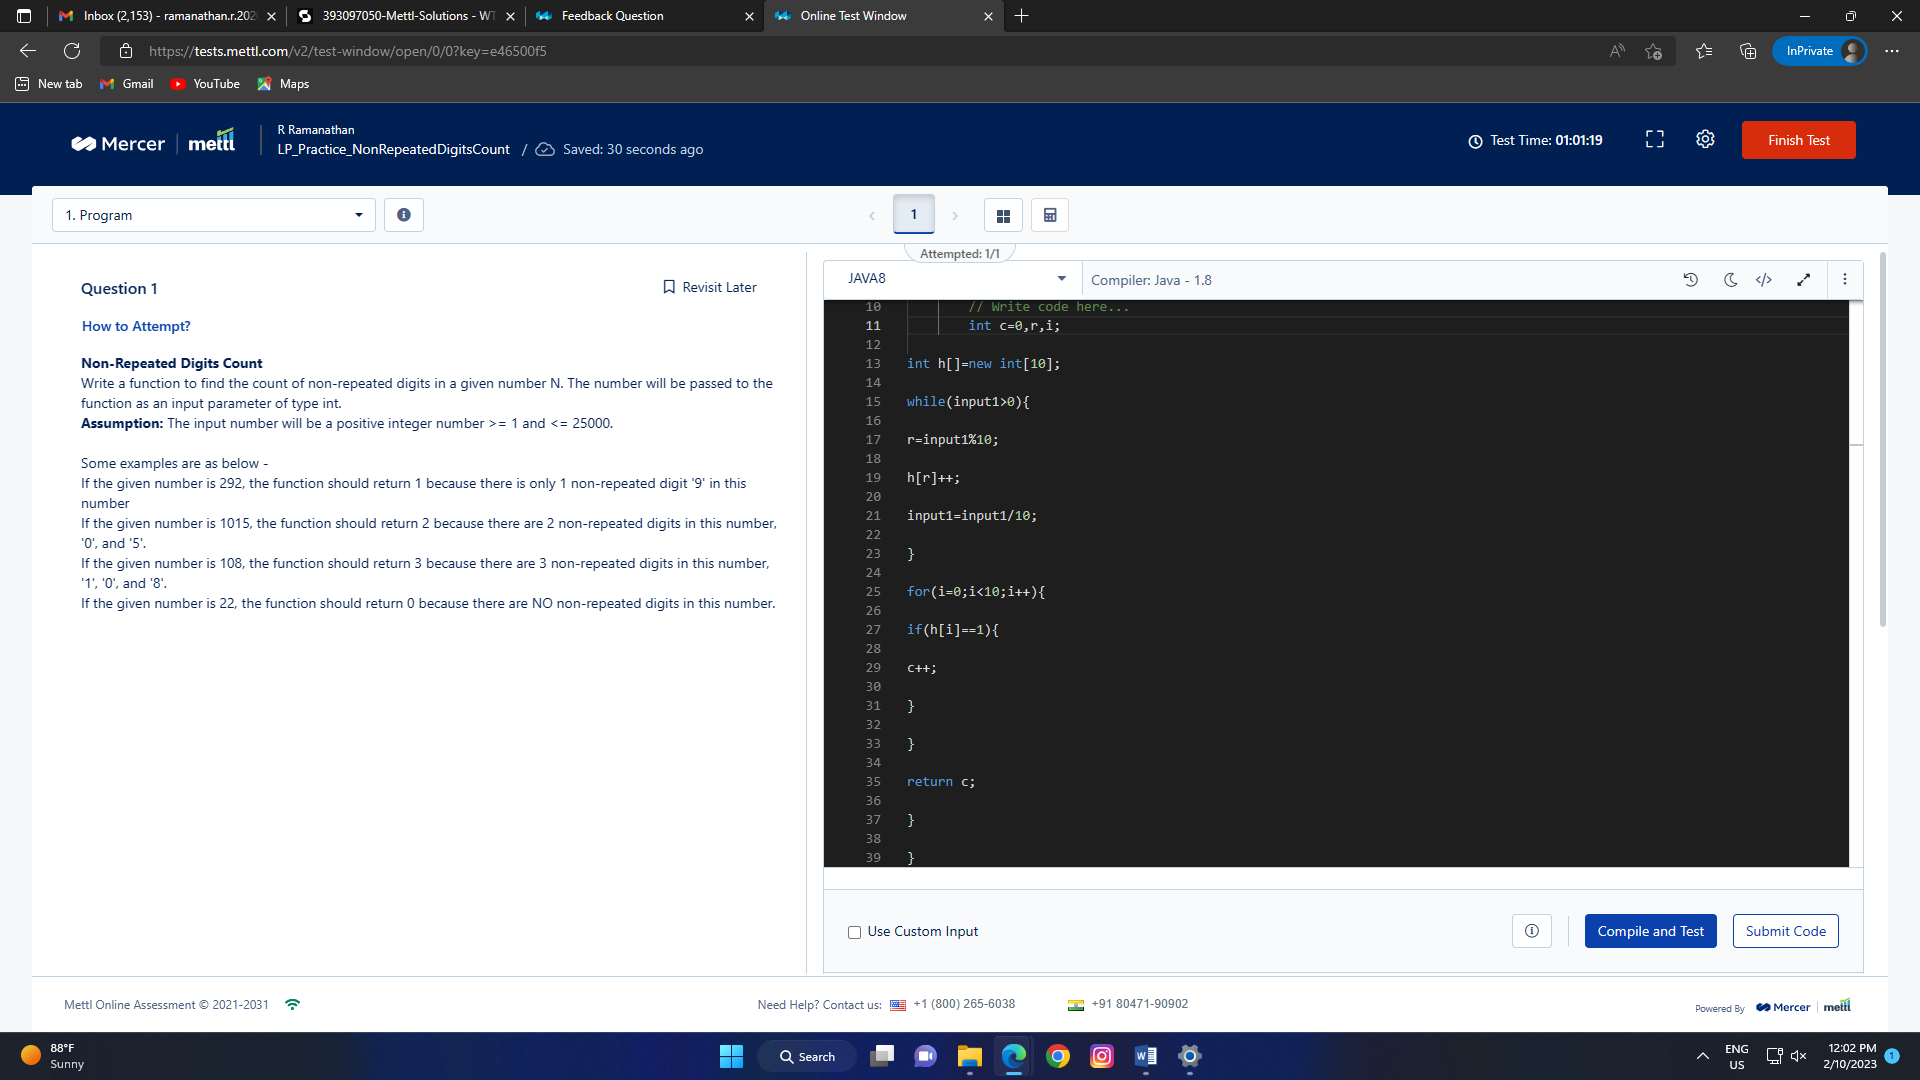 Inbox (2,153) - ramanathan.r.202
393097050-Mettl-Solutions - WT
Feedback Question
Online Test Window
https://tests.mettl.com/v2/test-window/open/0/0?key=e46500f5
InPrivate
New tab
Gmail
YouTube
Maps
Mercer | mettl
R Ramanathan
LP_Practice_NonRepeatedDigitsCount / Saved: 30 seconds ago
Test Time: 01:01:19
Finish Test
1. Program
1
Attempted: 1/1
Question 1
Revisit Later
How to Attempt?
Non-Repeated Digits Count
Write a function to find the count of non-repeated digits in a given number N. The number will be passed to the
function as an input parameter of type int.
Assumption: The input number will be a positive integer number >= 1 and <= 25000.
Some examples are as below -
If the given number is 292, the function should return 1 because there is only 1 non-repeated digit '9' in this
number
If the given number is 1015, the function should return 2 because there are 2 non-repeated digits in this number,
'0', and '5'.
If the given number is 108, the function should return 3 because there are 3 non-repeated digits in this number,
'1', '0', and '8'.
If the given number is 22, the function should return 0 because there are NO non-repeated digits in this number.
JAVA8
Compiler: Java - 1.8
10 // Write code here...
11 int c=0,r,i;
12
13 int h[]=new int[10];
14
15 while(input1>0){
16
17 r=input1%10;
18
19 h[r]++;
20
21 input1=input1/10;
22
23 }
24
25 for(i=0;i<10;i++){
26
27 if(h[i]==1){
28
29 c++;
30
31 }
32
33 }
34
35 return c;
36
37 }
38
39 }
Use Custom Input
Compile and Test
Submit Code
Mettl Online Assessment © 2021-2031
Need Help? Contact us: +1 (800) 265-6038
+91 80471-90902
Powered By Mercer | mettl
88°F
Sunny
Search
ENG
US
12:02 PM
2/10/2023
1